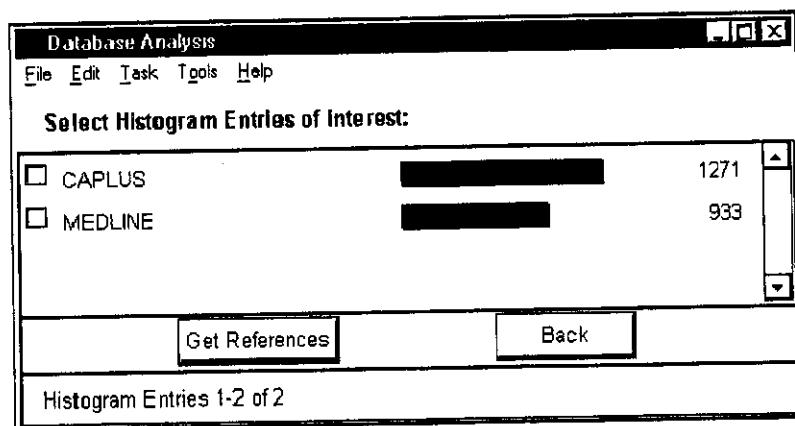 Database Analysis
File Edit Task Tools Help
Select Histogram Entries of Interest:
CAPLUS 1271
MEDLINE 933
Get References Back
Histogram Entries 1-2 of 2